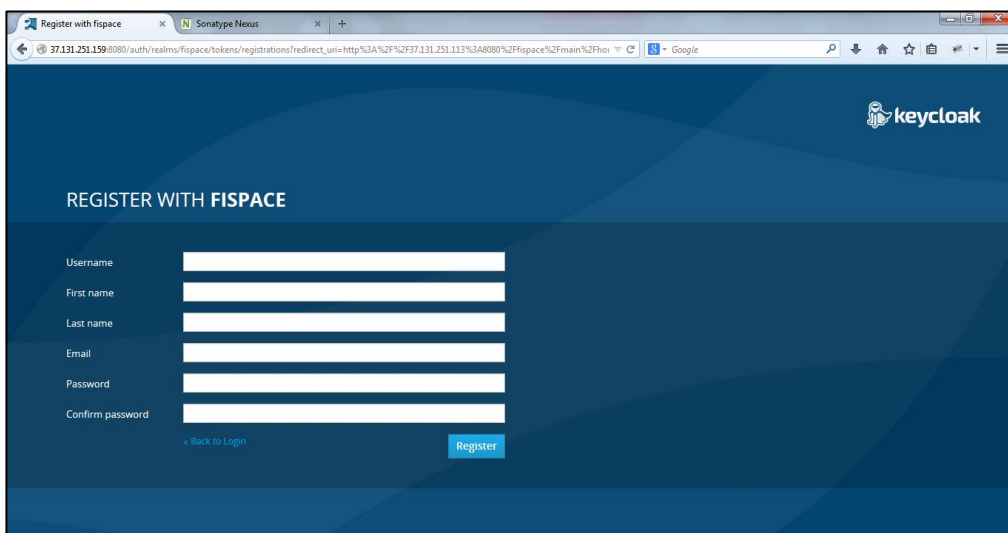 Register with fispace
Sonatype Nexus
37.131.251.159:8080/auth/realms/fispace/tokens/registrations?redirect_uri=http%3A%2F%2F37.131.251.113%3A8080%2Ffispace%2Fmain%2Fhor
Google
keycloak
REGISTER WITH FISPACE
Username
First name
Last name
Email
Password
Confirm password
« Back to Login
Register